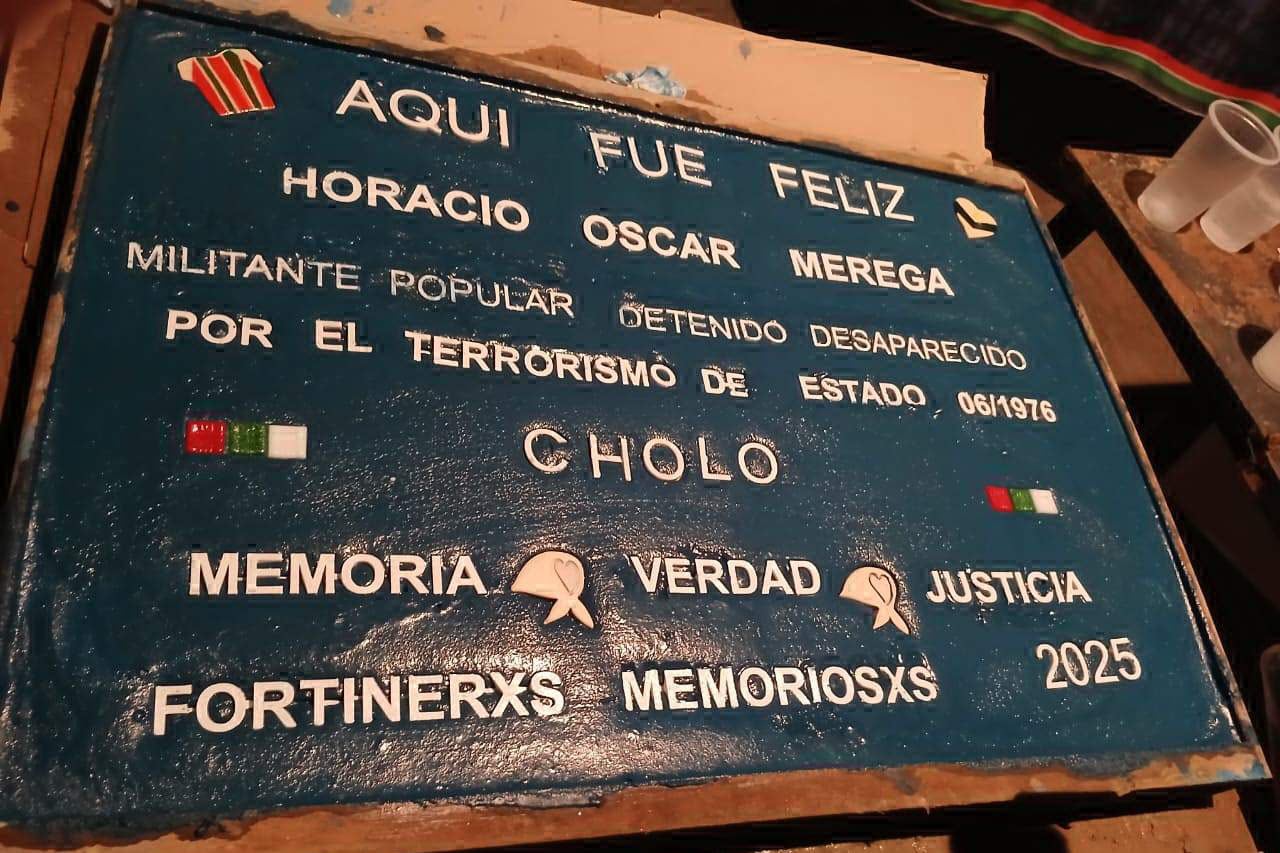 AQUI FUE FELIZ
HORACIO OSCAR MEREGA
MILITANTE POPULAR DETENIDO DESAPARECIDO
POR EL TERRORISMO DE ESTADO 06/1976
CHOLO
MEMORIA VERDAD JUSTICIA
FORTINERXS MEMORIOSXS 2025